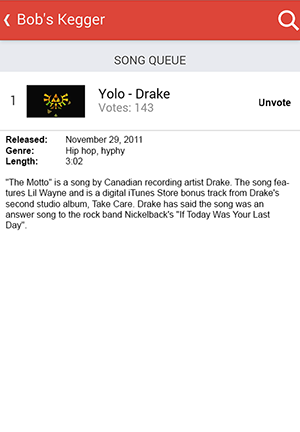 Bob's Kegger
SONG QUEUE
1
Yolo - Drake
Votes: 143
Unvote
Released: November 29, 2011
Genre: Hip hop, hyphy
Length: 3:02
"The Motto" is a song by Canadian recording artist Drake. The song fea-
tures Lil Wayne and is a digital iTunes Store bonus track from Drake's
second studio album, Take Care. Drake has said the song was an
answer song to the rock band Nickelback's "If Today Was Your Last
Day".